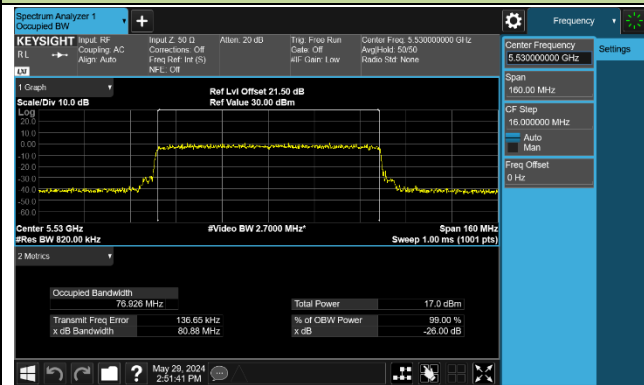 Spectrum Analyzer 1
Occupied BW
+
Frequency
KEYSIGHT
RL
LXI
Input: RF
Coupling: AC
Align: Auto
Input Z: 50 Ω
Corrections: Off
Freq Ref: Int (S)
NFE: Off
Atten: 20 dB
Trig: Free Run
Gate: Off
#IF Gain: Low
Center Freq: 5.530000000 GHz
Avg|Hold: 50/50
Radio Std: None
Center Frequency
5.530000000 GHz
Settings
Span
160.00 MHz
CF Step
16.000000 MHz
Auto
Man
Freq Offset
0 Hz
1 Graph
Scale/Div 10.0 dB
Ref Lvl Offset 21.50 dB
Ref Value 30.00 dBm
Log
20.0
10.0
0.00
-10.0
-20.0
-30.0
-40.0
-50.0
-60.0
Center 5.53 GHz
#Res BW 820.00 kHz
#Video BW 2.7000 MHz*
Span 160 MHz
Sweep 1.00 ms (1001 pts)
2 Metrics
Occupied Bandwidth
76.926 MHz
Total Power 17.0 dBm
Transmit Freq Error 136.65 kHz
% of OBW Power 99.00 %
x dB Bandwidth 80.88 MHz
x dB -26.00 dB
?
May 29, 2024
2:51:41 PM